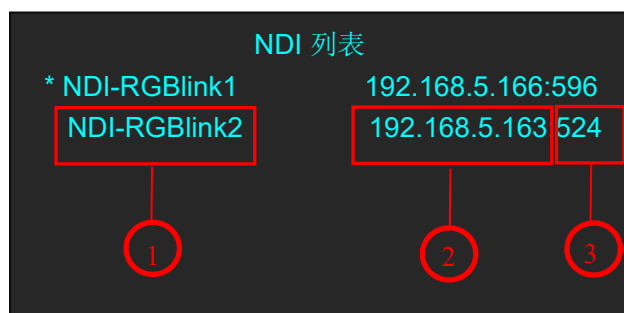 NDI 列表
* NDI-RGBlink1 192.168.5.166:596
NDI-RGBlink2 192.168.5.163:524
1 2 3